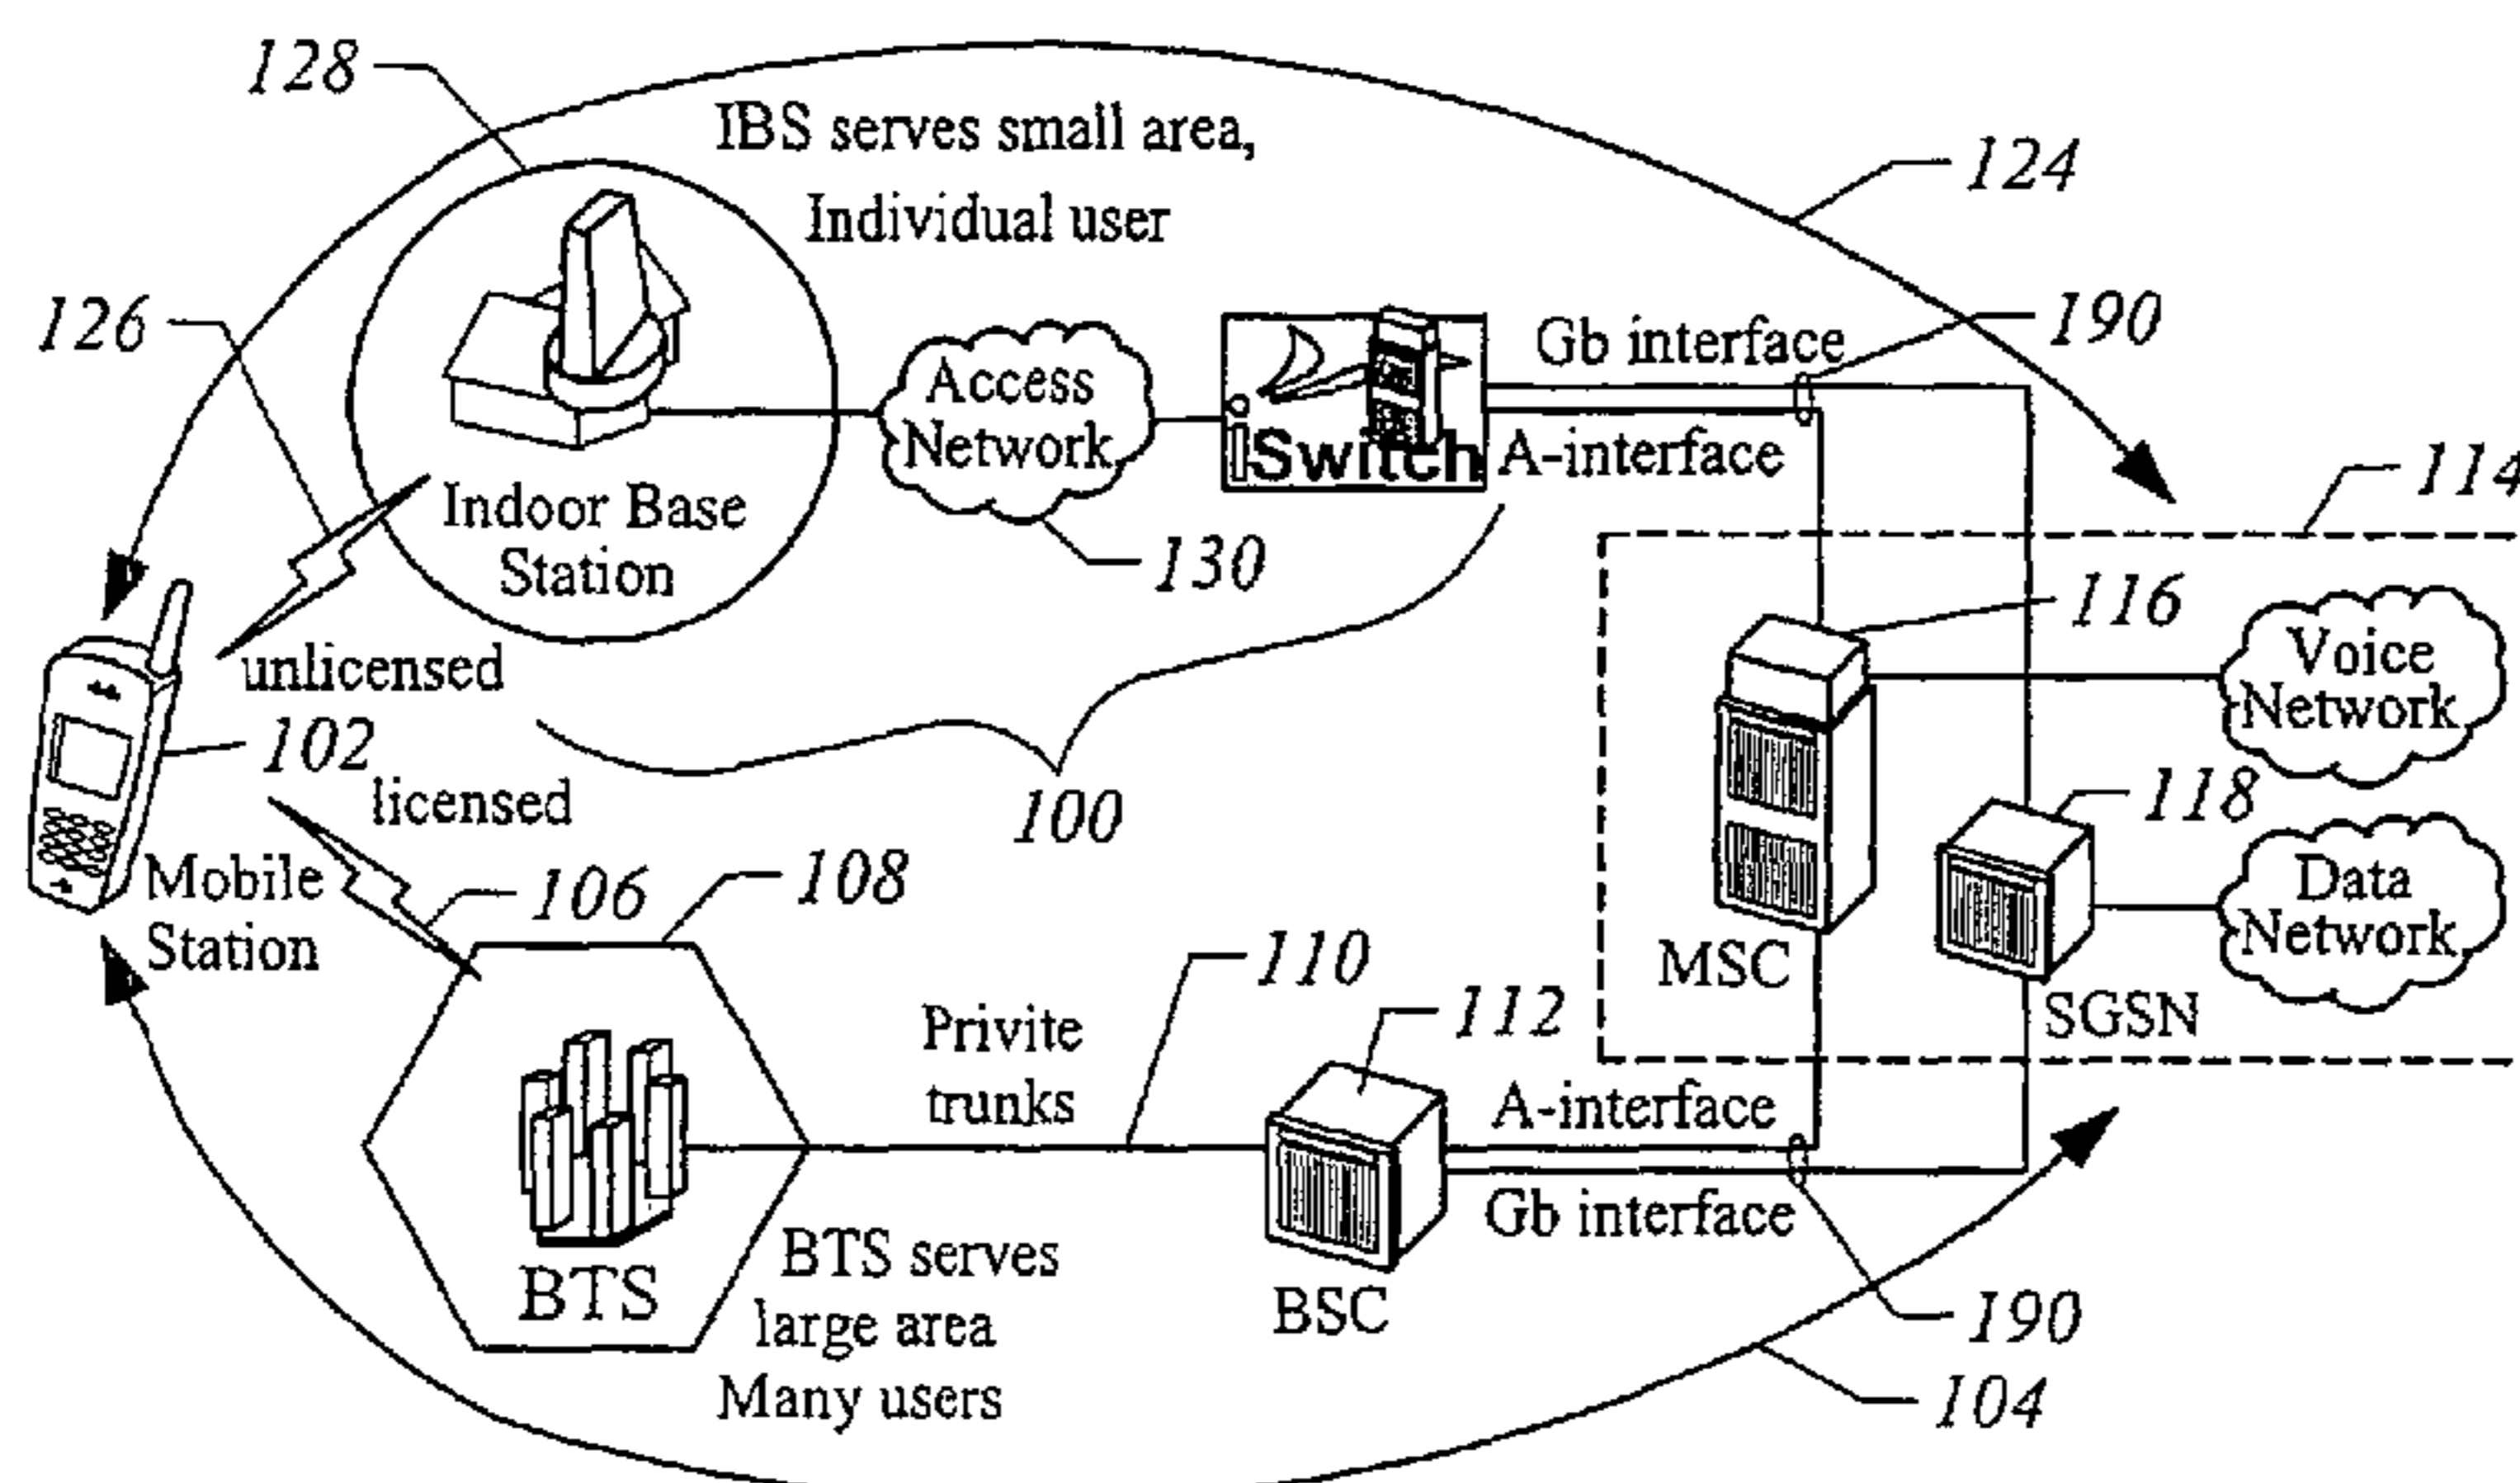 128
IBS serves small area,
Individual user
124
126
190
Gb interface
Access
Network
Switch
A-interface
114
Indoor Base
Station
130
116
unlicensed
Voice
Network
102
licensed
100
118
108
106
Mobile
Station
Data
Network
MSC
110
112
SGSN
Privite
trunks
A-interface
BTS
BTS serves
large area
Many users
Gb interface
BSC
190
104